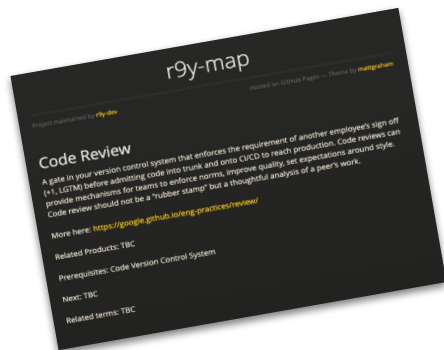 r9y-map
Project maintained by r9y-dev
Hosted on GitHub Pages — Theme by mattgraham
Code Review
A gate in your version control system that enforces the requirement of another employee's sign off
(+1, LGTM) before admitting code into trunk and onto CI/CD to reach production. Code reviews can
provide mechanisms for teams to enforce norms, improve quality, set expectations around style.
Code review should not be a "rubber stamp" but a thoughtful analysis of a peer's work.
More here: https://google.github.io/eng-practices/review/
Related Products: TBC
Prerequisites: Code Version Control System
Next: TBC
Related terms: TBC